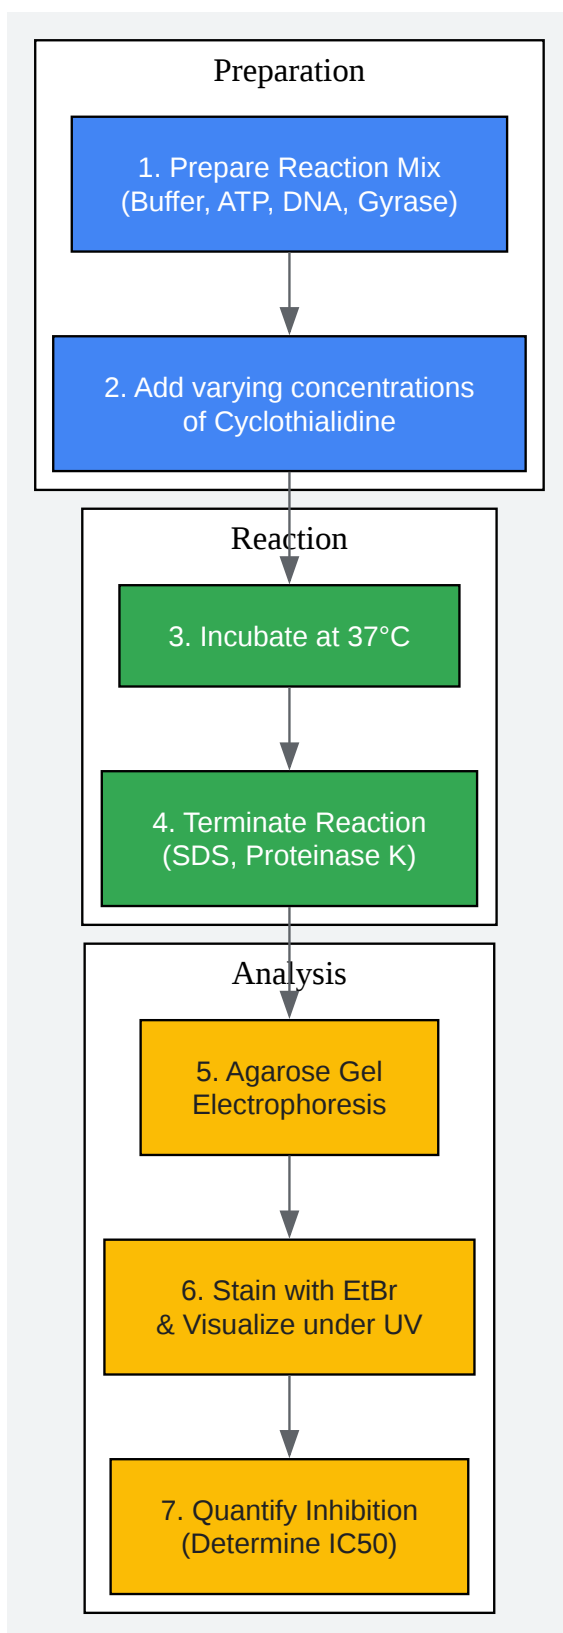 Preparation
1. Prepare Reaction Mix
(Buffer, ATP, DNA, Gyrase)
2. Add varying concentrations
of Cyclothialidine
Reaction
3. Incubate at 37°C
4. Terminate Reaction
(SDS, Proteinase K)
Analysis
5. Agarose Gel
Electrophoresis
6. Stain with EtBr
& Visualize under UV
7. Quantify Inhibition
(Determine IC50)